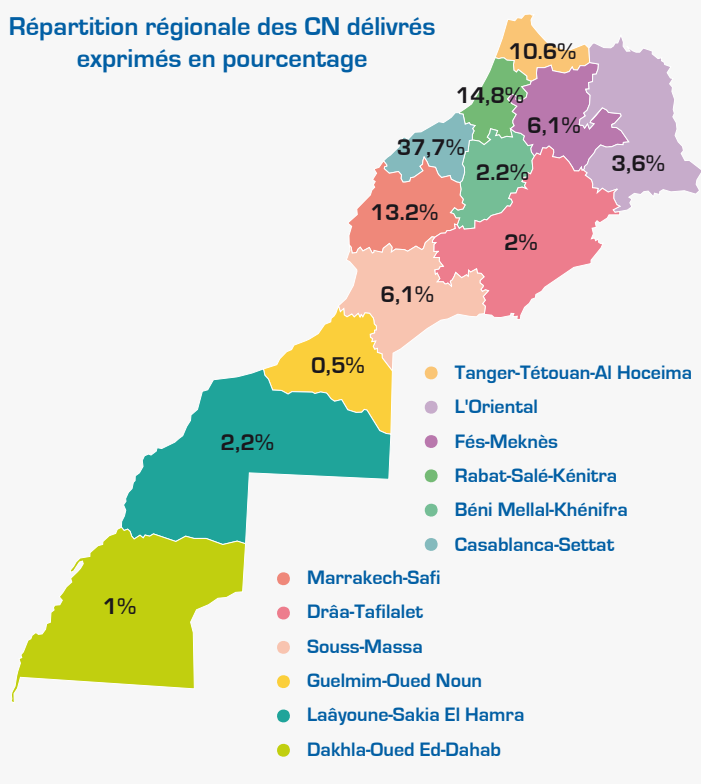 Répartition régionale des CN délivrés
exprimés en pourcentage
10.6%
14,8%
6,1%
37,7%
2.2%
3,6%
13.2%
2%
6,1%
0,5%
2,2%
1%
Tanger-Tétouan-Al Hoceima
L'Oriental
Fés-Meknès
Rabat-Salé-Kénitra
Béni Mellal-Khénifra
Casablanca-Settat
Marrakech-Safi
Drâa-Tafilalet
Souss-Massa
Guelmim-Oued Noun
Laâyoune-Sakia El Hamra
Dakhla-Oued Ed-Dahab